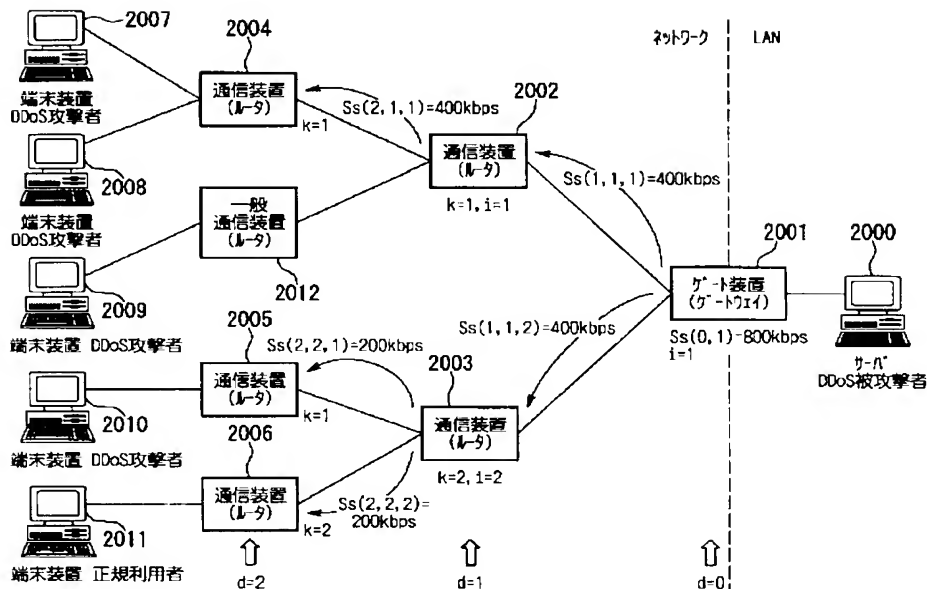 2007
端末装置
DDoS攻撃者
2008
端末装置
DDoS攻撃者
2009
端末装置 DDoS攻撃者
2010
端末装置 DDoS攻撃者
2011
端末装置 正規利用者
2004
通信装置
(ルータ)
k=1
一般
通信装置
(ルータ)
2012
2005
通信装置
(ルータ)
k=1
2006
通信装置
(ルータ)
k=2
d=2
Ss(2,1,1)=400kbps
2002
通信装置
(ルータ)
k=1,i=1
Ss(2,2,1)=200kbps
2003
通信装置
(ルータ)
k=2,i=2
Ss(2,2,2)=
200kbps
d=1
Ss(1,1,1)=400kbps
Ss(1,1,2)=400kbps
ネットワーク
LAN
2001
ゲート装置
(ゲートウェイ)
Ss(0,1)=800kbps
i=1
d=0
2000
サーバ
DDoS被攻撃者